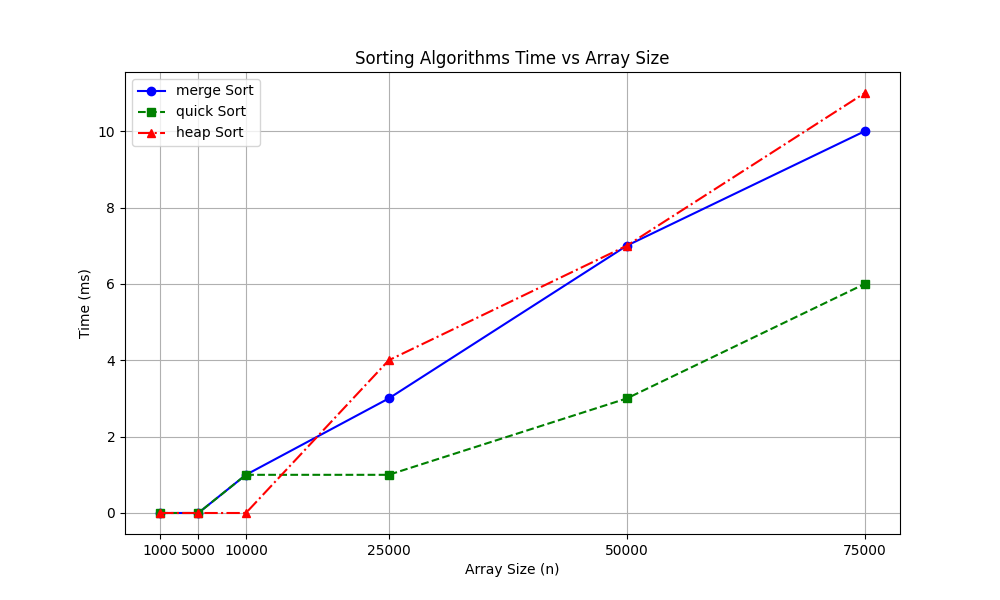 Sorting Algorithms Time vs Array Size
merge Sort
quick Sort
heap Sort
Time (ms)
10
8
6
4
2
0
1000 5000 10000 25000 50000 75000
Array Size (n)